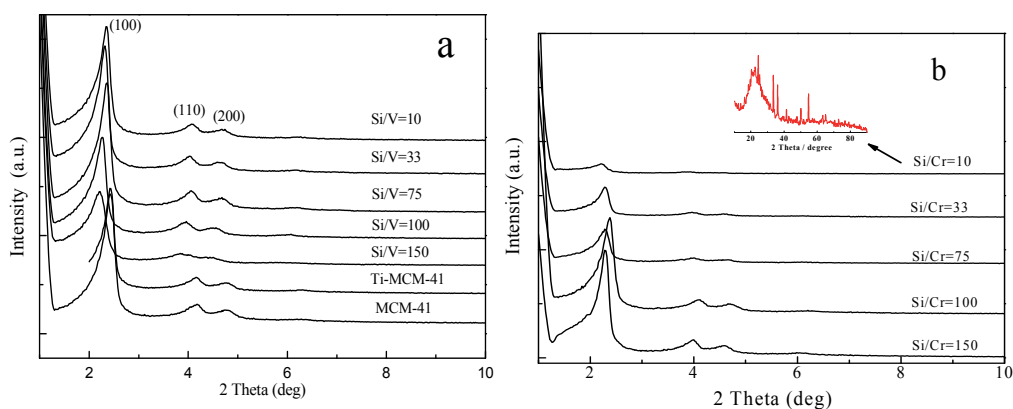 a
(100)
(110)
(200)
Si/V=10
Si/V=33
Si/V=75
Si/V=100
Si/V=150
Ti-MCM-41
MCM-41
Intensity (a.u.)
2 4 6 8 10
2 Theta (deg)
b
20 40 60 80
2 Theta / degree
Si/Cr=10
Si/Cr=33
Si/Cr=75
Si/Cr=100
Si/Cr=150
Intensity (a.u.)
2 4 6 8 10
2 Theta (deg)